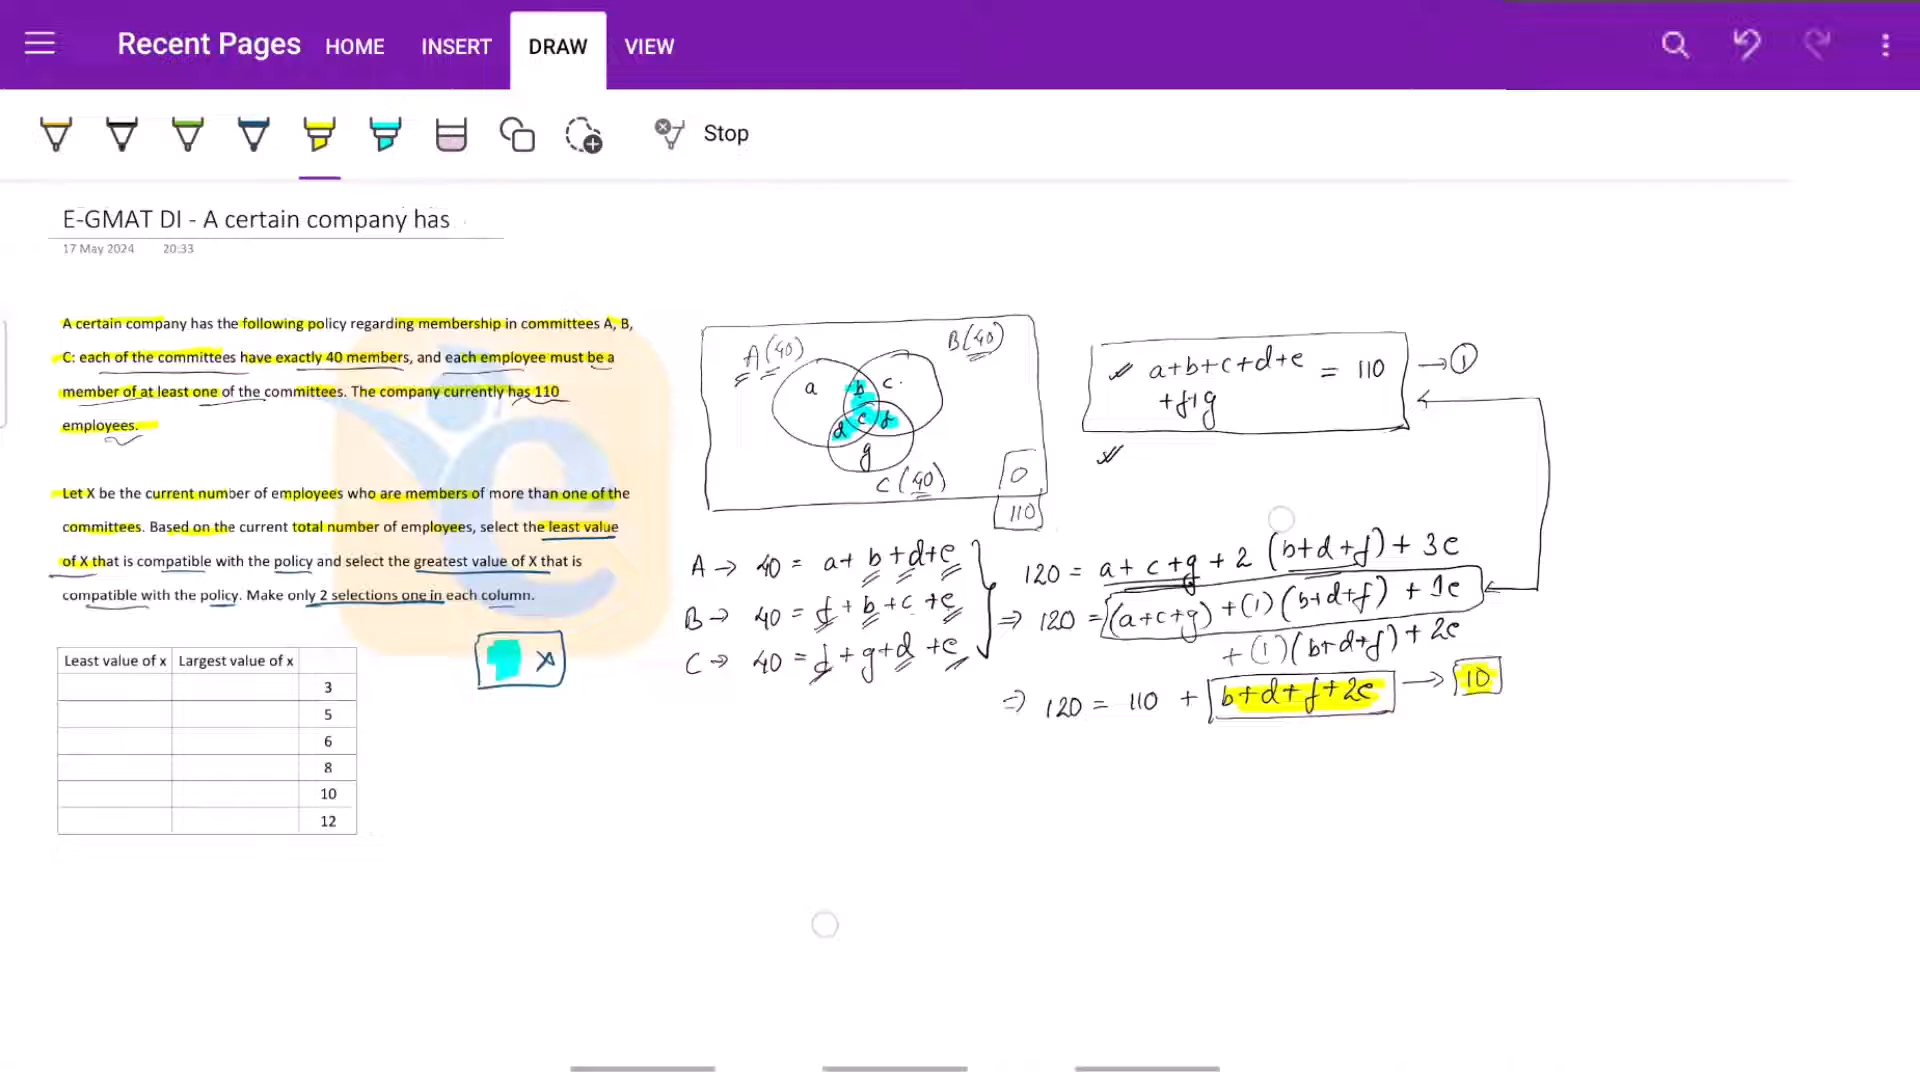 Recent Pages HOME INSERT DRAW VIEW
Stop
E-GMAT DI - A certain company has
17 May 2024 20:33
A certain company has the following policy regarding membership in committees A, B,
C: each of the committees have exactly 40 members, and each employee must be a
member of at least one of the committees. The company currently has 110
employees.
Let X be the current number of employees who are members of more than one of the
committees. Based on the current total number of employees, select the least value
of X that is compatible with the policy and select the greatest value of X that is
compatible with the policy. Make only 2 selections one in each column.
Least value of x Largest value of x
3
5
6
8
10
12
x
A(40)
B(40)
a
b
c
d
e
f
g
C(40)
0
110
a+b+c+d+e
+f+g
= 110 → ①
A → 40 = a+ b+d+e
B → 40 = f+b+c+e
C → 40 = f+g+d+e
120 = a+c+g + 2 (b+d+f) + 3e
⇒ 120 = (a+c+g) + (1) (b+d+f) + 1e
+ (1) (b+d+f) + 2e
⇒ 120 = 110 + b+d+f+2e → 10